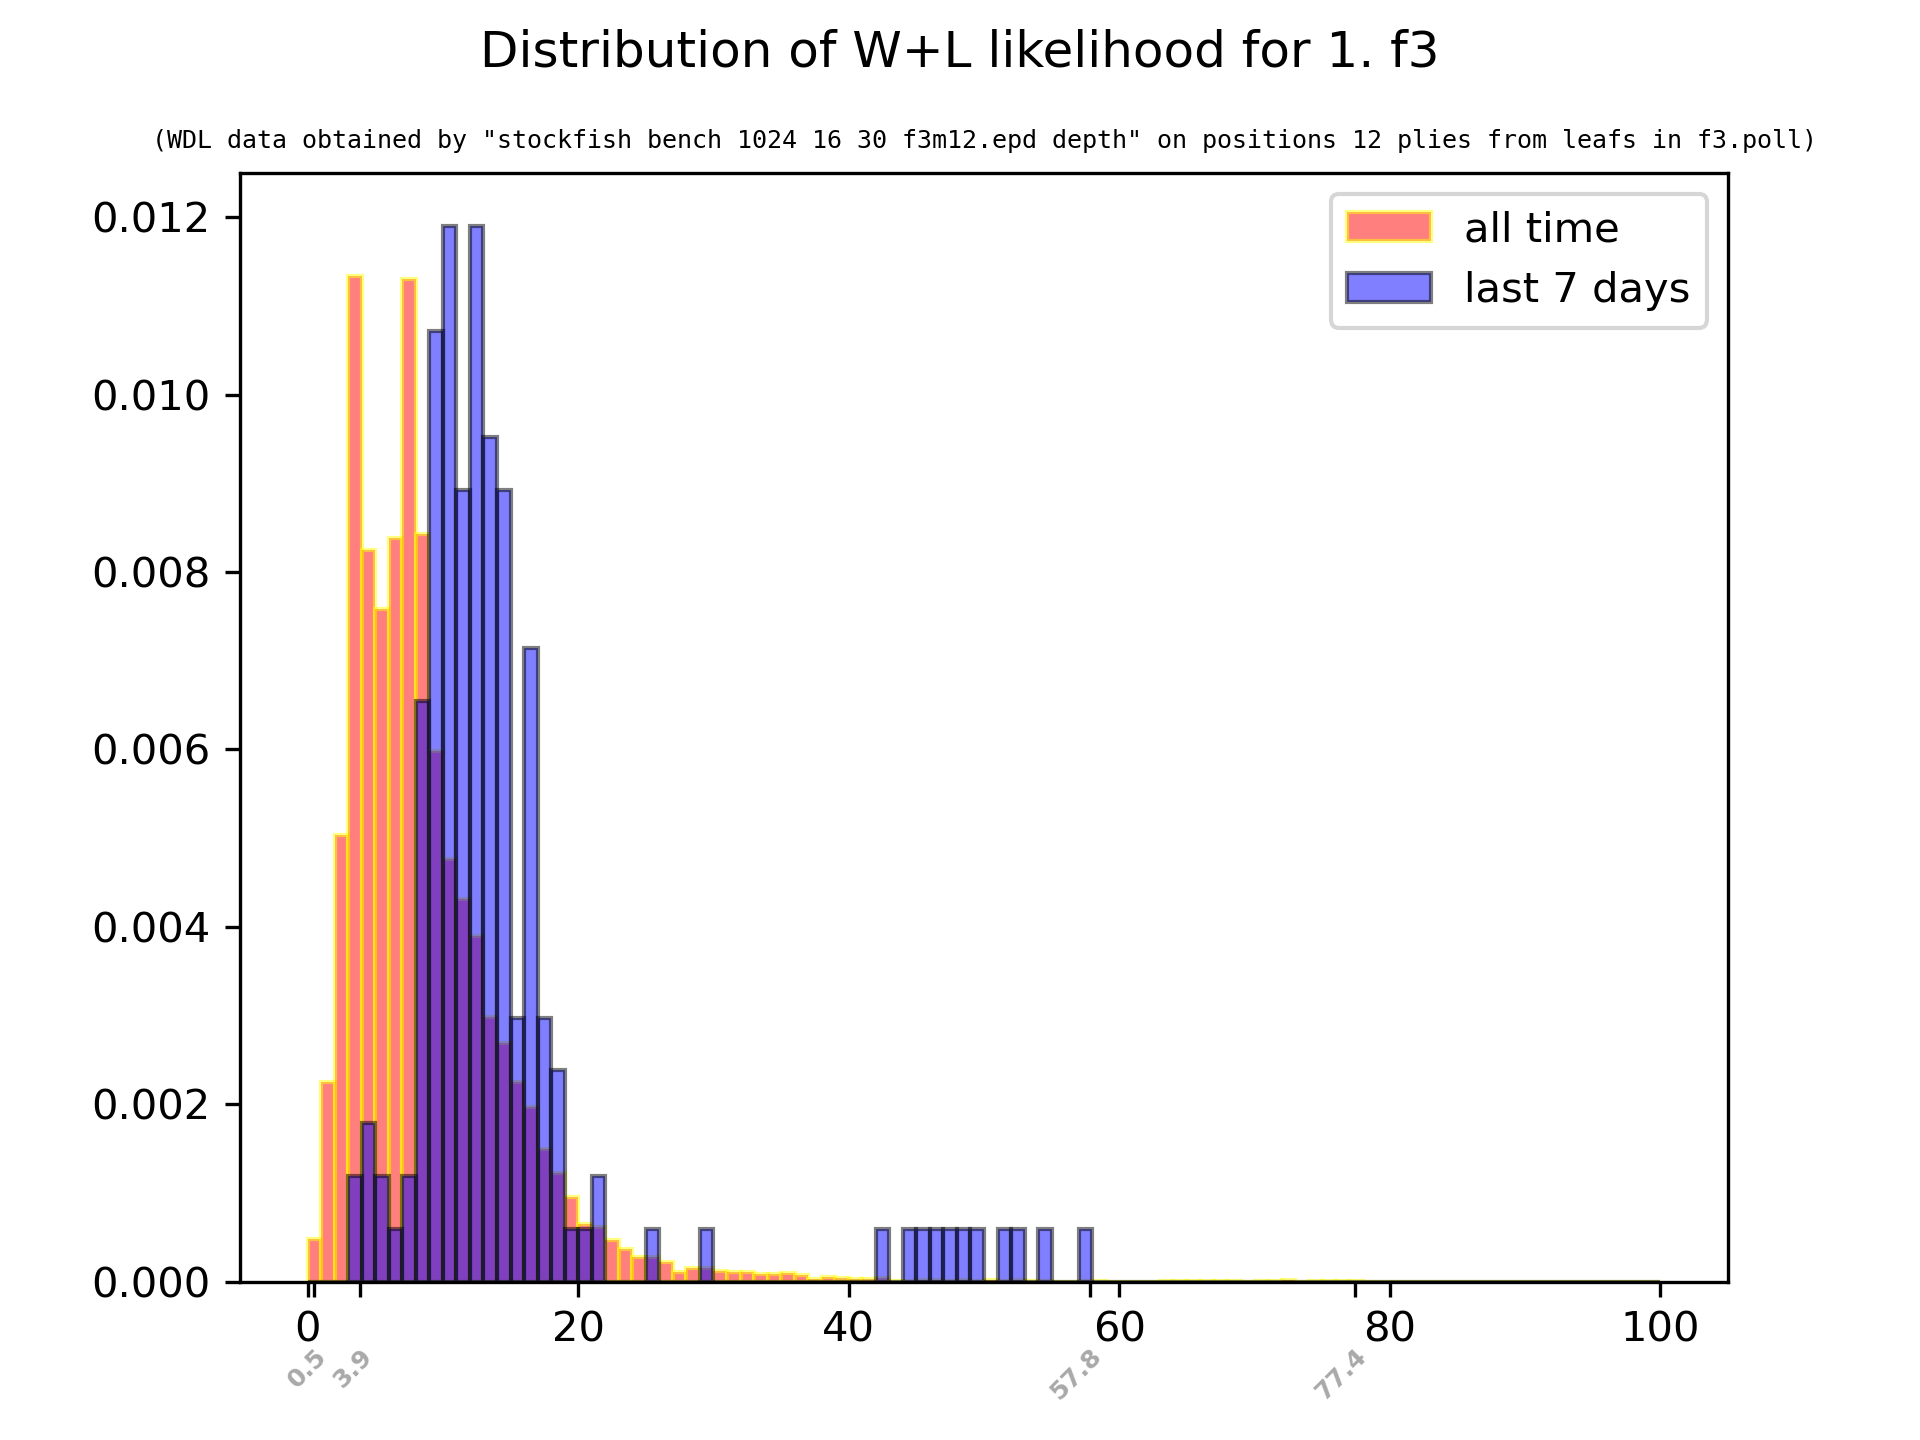 Distribution of W+L likelihood for 1. f3
(WDL data obtained by "stockfish bench 1024 16 30 f3m12.epd depth" on positions 12 plies from leafs in f3.poll)
all time
last 7 days
0.012
0.010
0.008
0.006
0.004
0.002
0.000
0 20 40 60 80 100
0.5 3.9 57.8 77.4